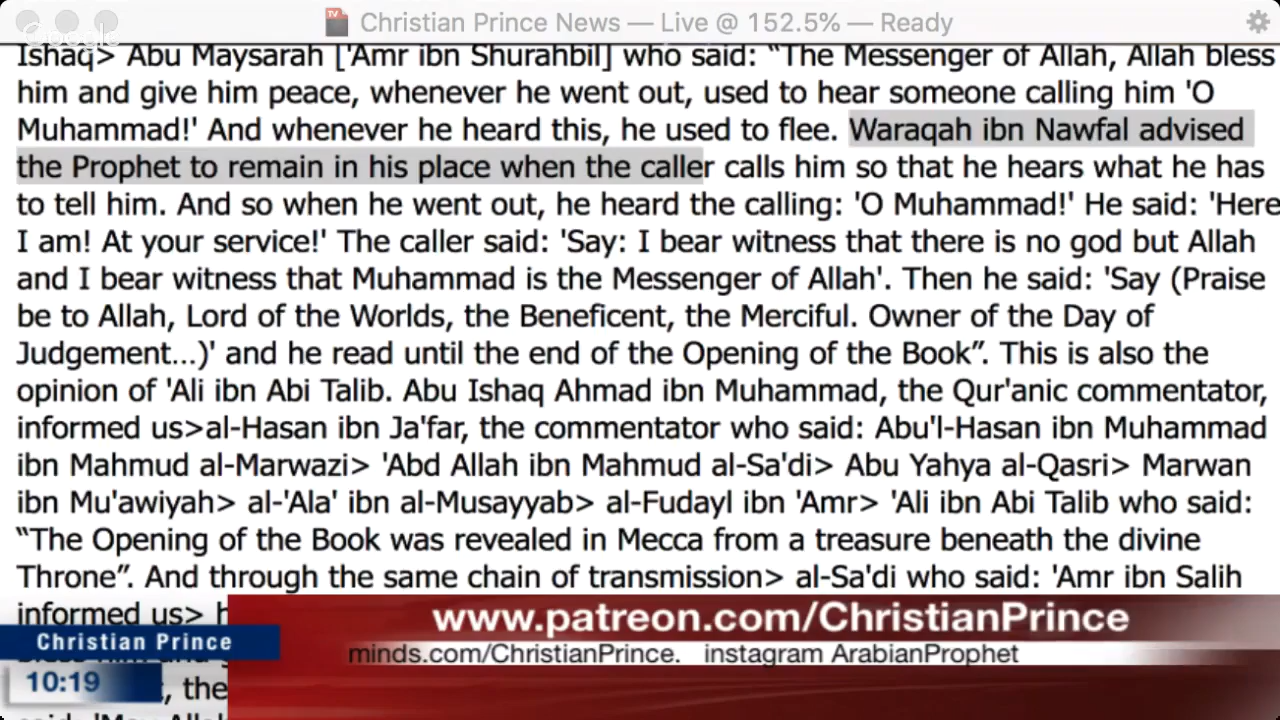 Christian Prince News — Live @ 152.5% — Ready
Google
Ishaq> Abu Maysarah ['Amr ibn Shurahbil] who said: “The Messenger of Allah, Allah bless
him and give him peace, whenever he went out, used to hear someone calling him 'O
Muhammad!' And whenever he heard this, he used to flee. Waraqah ibn Nawfal advised
the Prophet to remain in his place when the caller calls him so that he hears what he has
to tell him. And so when he went out, he heard the calling: 'O Muhammad!' He said: 'Here
I am! At your service!' The caller said: 'Say: I bear witness that there is no god but Allah
and I bear witness that Muhammad is the Messenger of Allah'. Then he said: 'Say (Praise
be to Allah, Lord of the Worlds, the Beneficent, the Merciful. Owner of the Day of
Judgement...)' and he read until the end of the Opening of the Book”. This is also the
opinion of 'Ali ibn Abi Talib. Abu Ishaq Ahmad ibn Muhammad, the Qur'anic commentator,
informed us>al-Hasan ibn Ja'far, the commentator who said: Abu'l-Hasan ibn Muhammad
ibn Mahmud al-Marwazi> 'Abd Allah ibn Mahmud al-Sa'di> Abu Yahya al-Qasri> Marwan
ibn Mu'awiyah> al-'Ala' ibn al-Musayyab> al-Fudayl ibn 'Amr> 'Ali ibn Abi Talib who said:
“The Opening of the Book was revealed in Mecca from a treasure beneath the divine
Throne”. And through the same chain of transmission> al-Sa'di who said: 'Amr ibn Salih
informed us>
www.patreon.com/ChristianPrince
Christian Prince
minds.com/ChristianPrince. instagram ArabianProphet
10:19
, the